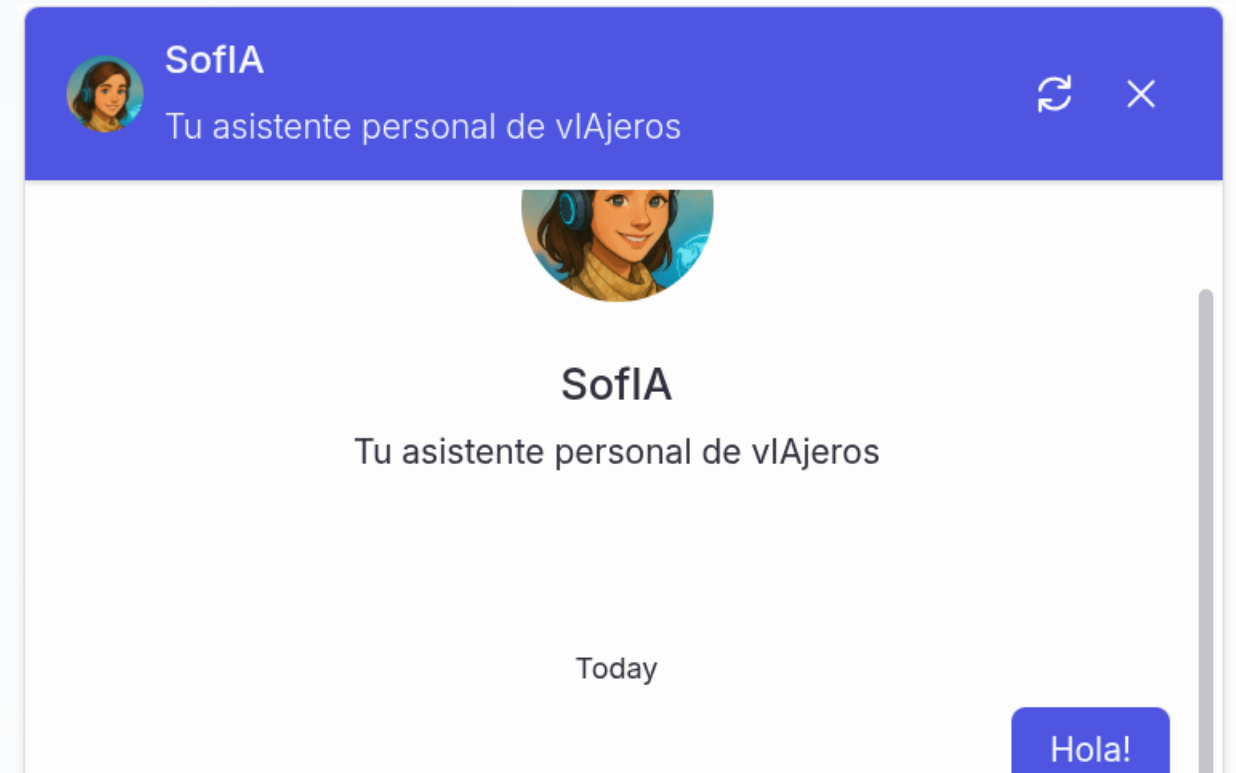 SofIA
Tu asistente personal de vIAjeros
SofIA
Tu asistente personal de vIAjeros
Today
Hola!